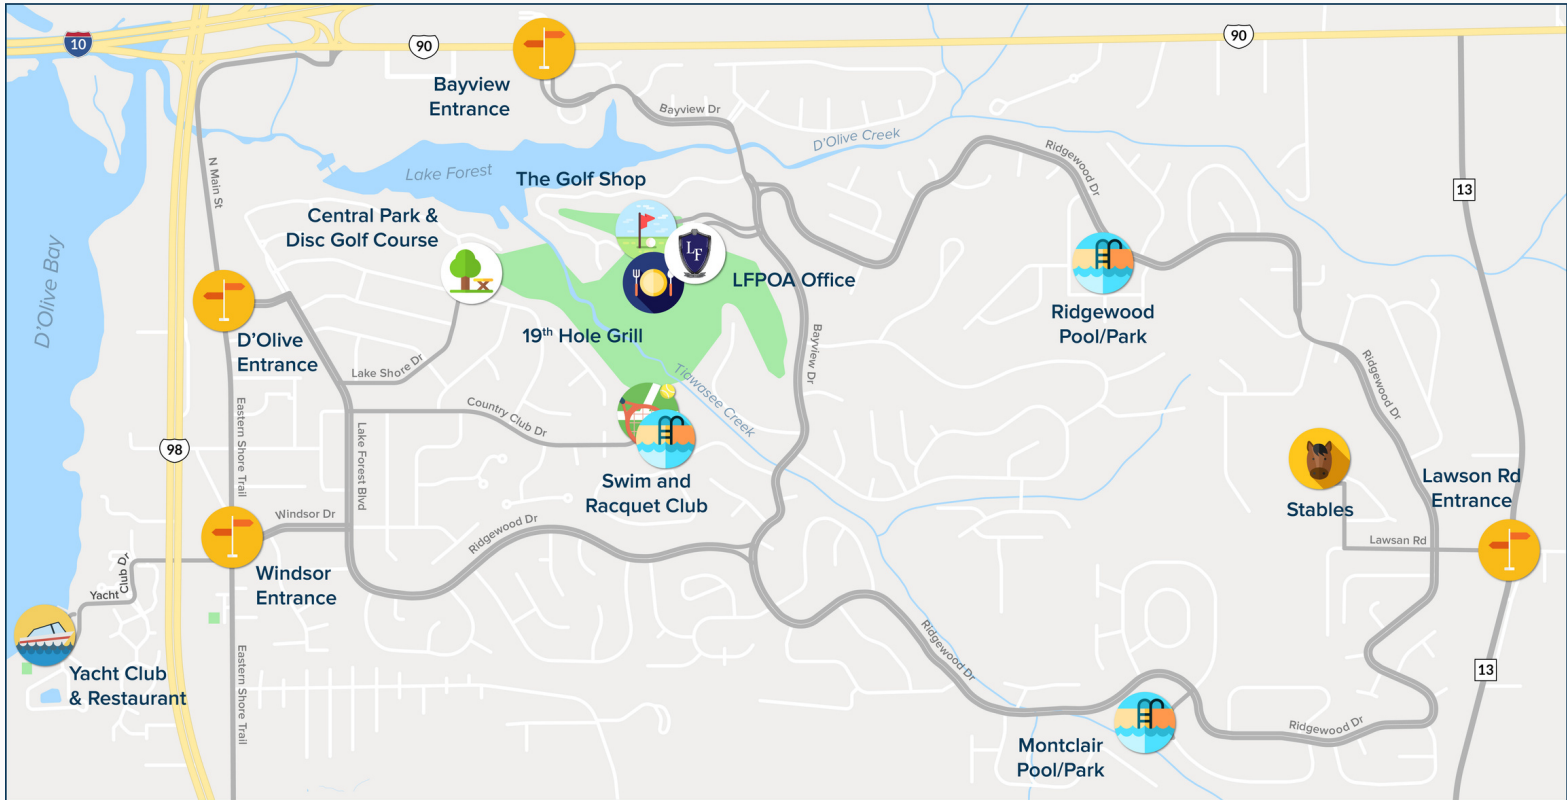 10
90
90
Bayview
Entrance
Bayview Dr
D'Olive Creek
Lake Forest
The Golf Shop
Ridgewood Dr
N Main St
13
Central Park &
Disc Golf Course
LF
LFPOA Office
D'Olive Bay
19th Hole Grill
D'Olive
Entrance
Ridgewood
Pool/Park
Bayview Dr
Lake Shore Dr
Tiawasee Creek
Ridgewood Dr
Country Club Dr
Eastern Shore Trail
Lake Forest Blvd
98
Swim and
Racquet Club
Stables
Lawson Rd
Entrance
Windsor Dr
Ridgewood Dr
Lawsan Rd
Yacht Club Dr
Windsor
Entrance
Yacht Club
& Restaurant
Eastern Shore Trail
Ridgewood Dr
13
Montclair
Pool/Park
Ridgewood Dr